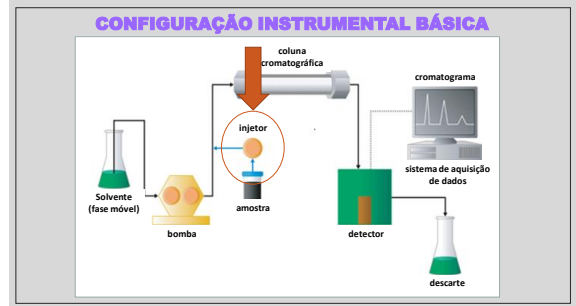 CONFIGURAÇÃO INSTRUMENTAL BÁSICA
coluna
cromatográfica
cromatograma
injetor
Solvente
(fase móvel)
bomba
amostra
detector
sistema de aquisição
de dados
descarte